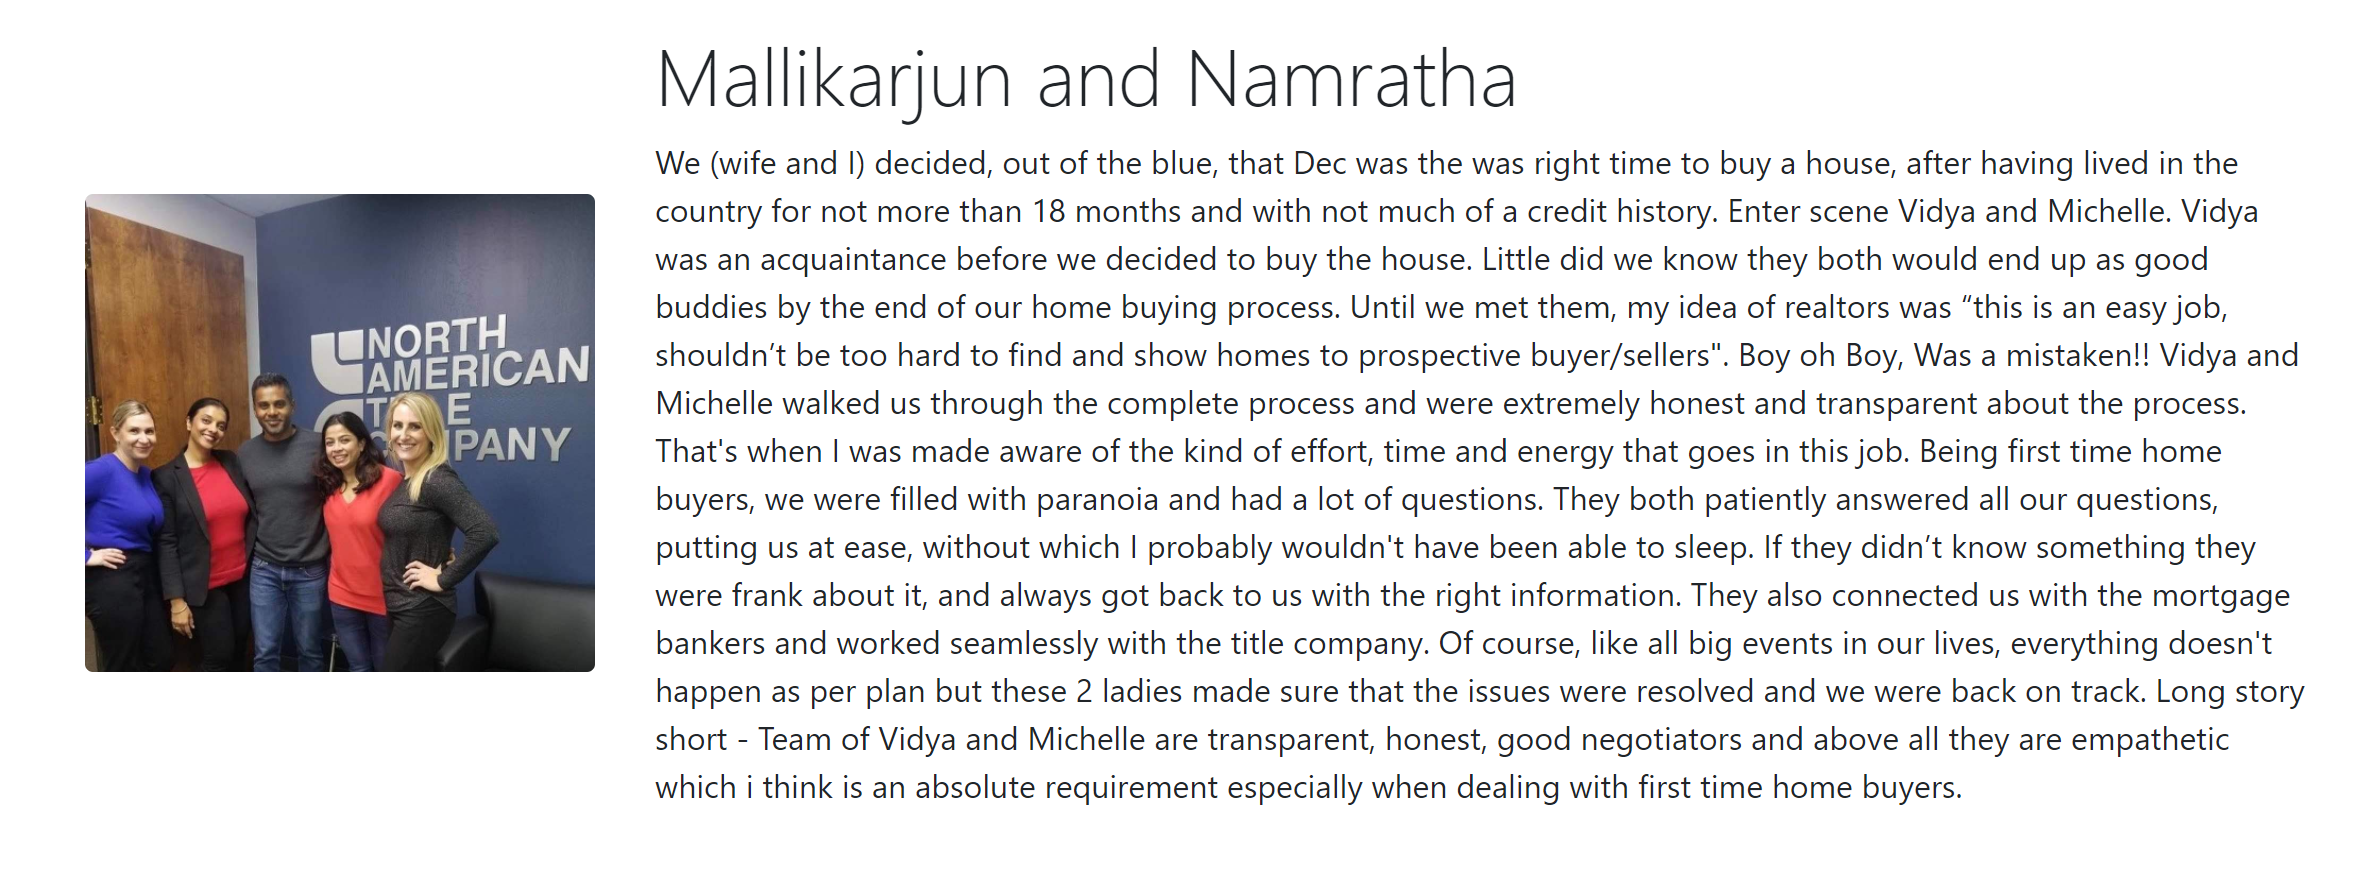 Mallikarjun and Namratha
We (wife and I) decided, out of the blue, that Dec was the was right time to buy a house, after having lived in the
country for not more than 18 months and with not much of a credit history. Enter scene Vidya and Michelle. Vidya
was an acquaintance before we decided to buy the house. Little did we know they both would end up as good
buddies by the end of our home buying process. Until we met them, my idea of realtors was “this is an easy job,
shouldn’t be too hard to find and show homes to prospective buyer/sellers". Boy oh Boy, Was a mistaken!! Vidya and
Michelle walked us through the complete process and were extremely honest and transparent about the process.
That's when I was made aware of the kind of effort, time and energy that goes in this job. Being first time home
buyers, we were filled with paranoia and had a lot of questions. They both patiently answered all our questions,
putting us at ease, without which I probably wouldn't have been able to sleep. If they didn’t know something they
were frank about it, and always got back to us with the right information. They also connected us with the mortgage
bankers and worked seamlessly with the title company. Of course, like all big events in our lives, everything doesn't
happen as per plan but these 2 ladies made sure that the issues were resolved and we were back on track. Long story
short - Team of Vidya and Michelle are transparent, honest, good negotiators and above all they are empathetic
which i think is an absolute requirement especially when dealing with first time home buyers.
NORTH
AMERICAN